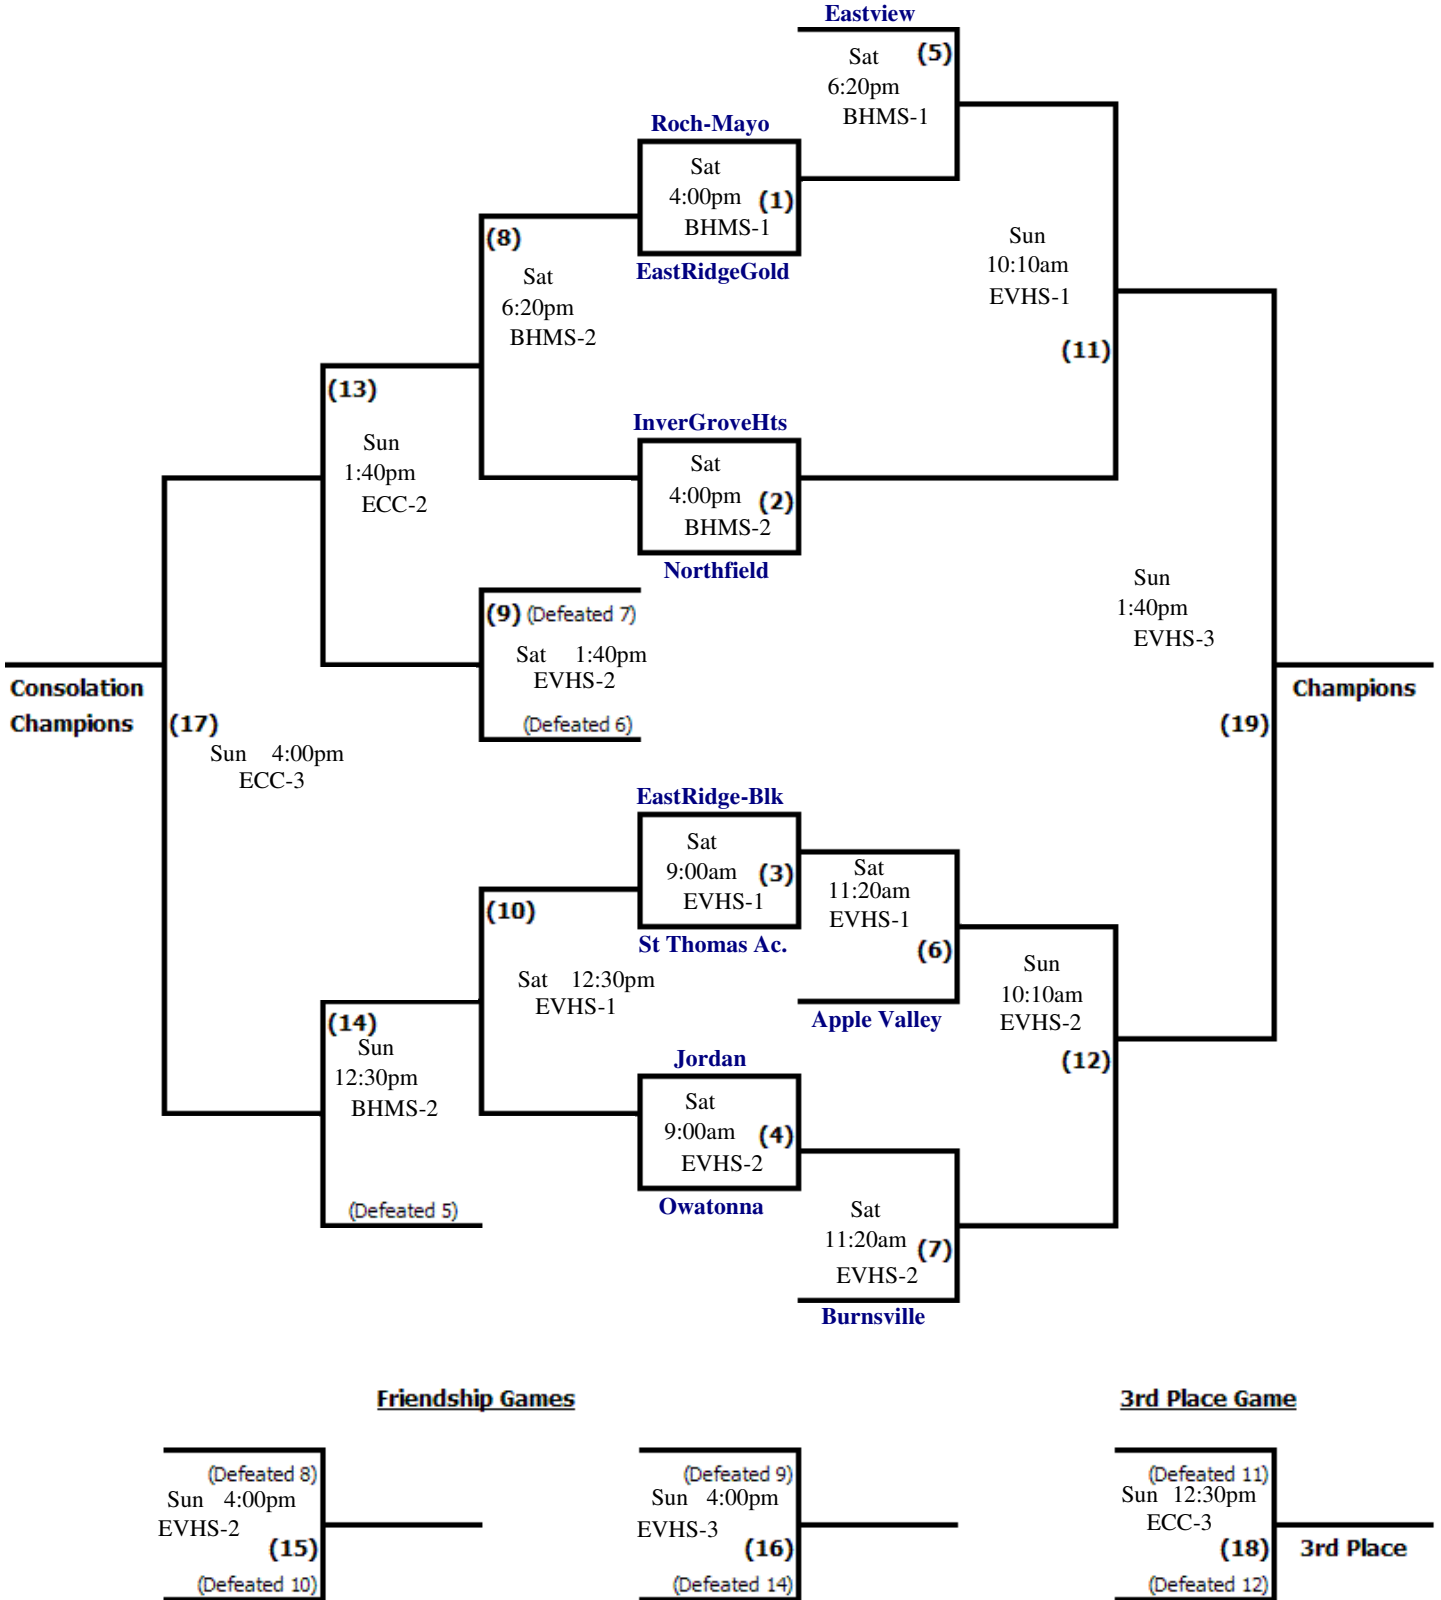 Eastview
(5)
Sat
6:20pm
BHMS-1
Roch-Mayo
Sat
4:00pm (1)
BHMS-1
EastRidgeGold
(8)
Sat
6:20pm
BHMS-2
Sun
10:10am
EVHS-1
(11)
(13)
Sun
1:40pm
ECC-2
InverGroveHts
Sat
4:00pm (2)
BHMS-2
Northfield
(9) (Defeated 7)
Sat 1:40pm
EVHS-2
(Defeated 6)
Sun
1:40pm
EVHS-3
Consolation
Champions
(17)
Sun 4:00pm
ECC-3
Champions
(19)
EastRidge-Blk
Sat
9:00am (3)
EVHS-1
St Thomas Ac.
Sat
11:20am
EVHS-1
(6)
Apple Valley
(10)
Sat 12:30pm
EVHS-1
Sun
10:10am
EVHS-2
(12)
(14)
Sun
12:30pm
BHMS-2
(Defeated 5)
Jordan
Sat
9:00am (4)
EVHS-2
Owatonna
Sat
11:20am (7)
EVHS-2
Burnsville
Friendship Games
3rd Place Game
(Defeated 8)
Sun 4:00pm
EVHS-2
(15)
(Defeated 10)
(Defeated 9)
Sun 4:00pm
EVHS-3
(16)
(Defeated 14)
(Defeated 11)
Sun 12:30pm
ECC-3
(18) 3rd Place
(Defeated 12)